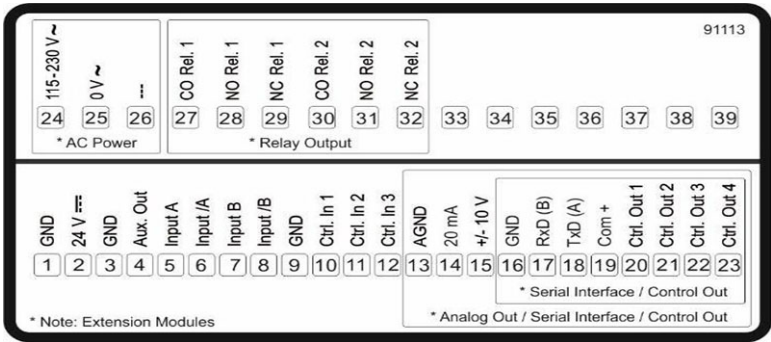 91113
115-230 V ~
0 V ~
---
CO Rel. 1
NO Rel. 1
NC Rel. 1
CO Rel. 2
NO Rel. 2
NC Rel. 2
24 25 26 27 28 29 30 31 32 33 34 35 36 37 38 39
* AC Power
* Relay Output
GND
24 V ⎓
GND
Aux. Out
Input A
Input /A
Input B
Input /B
GND
Ctrl. In 1
Ctrl. In 2
Ctrl. In 3
AGND
20 mA
+/- 10 V
GND
RxD (B)
TxD (A)
Com +
Ctrl. Out 1
Ctrl. Out 2
Ctrl. Out 3
Ctrl. Out 4
1 2 3 4 5 6 7 8 9 10 11 12 13 14 15 16 17 18 19 20 21 22 23
* Serial Interface / Control Out
* Note: Extension Modules
* Analog Out / Serial Interface / Control Out